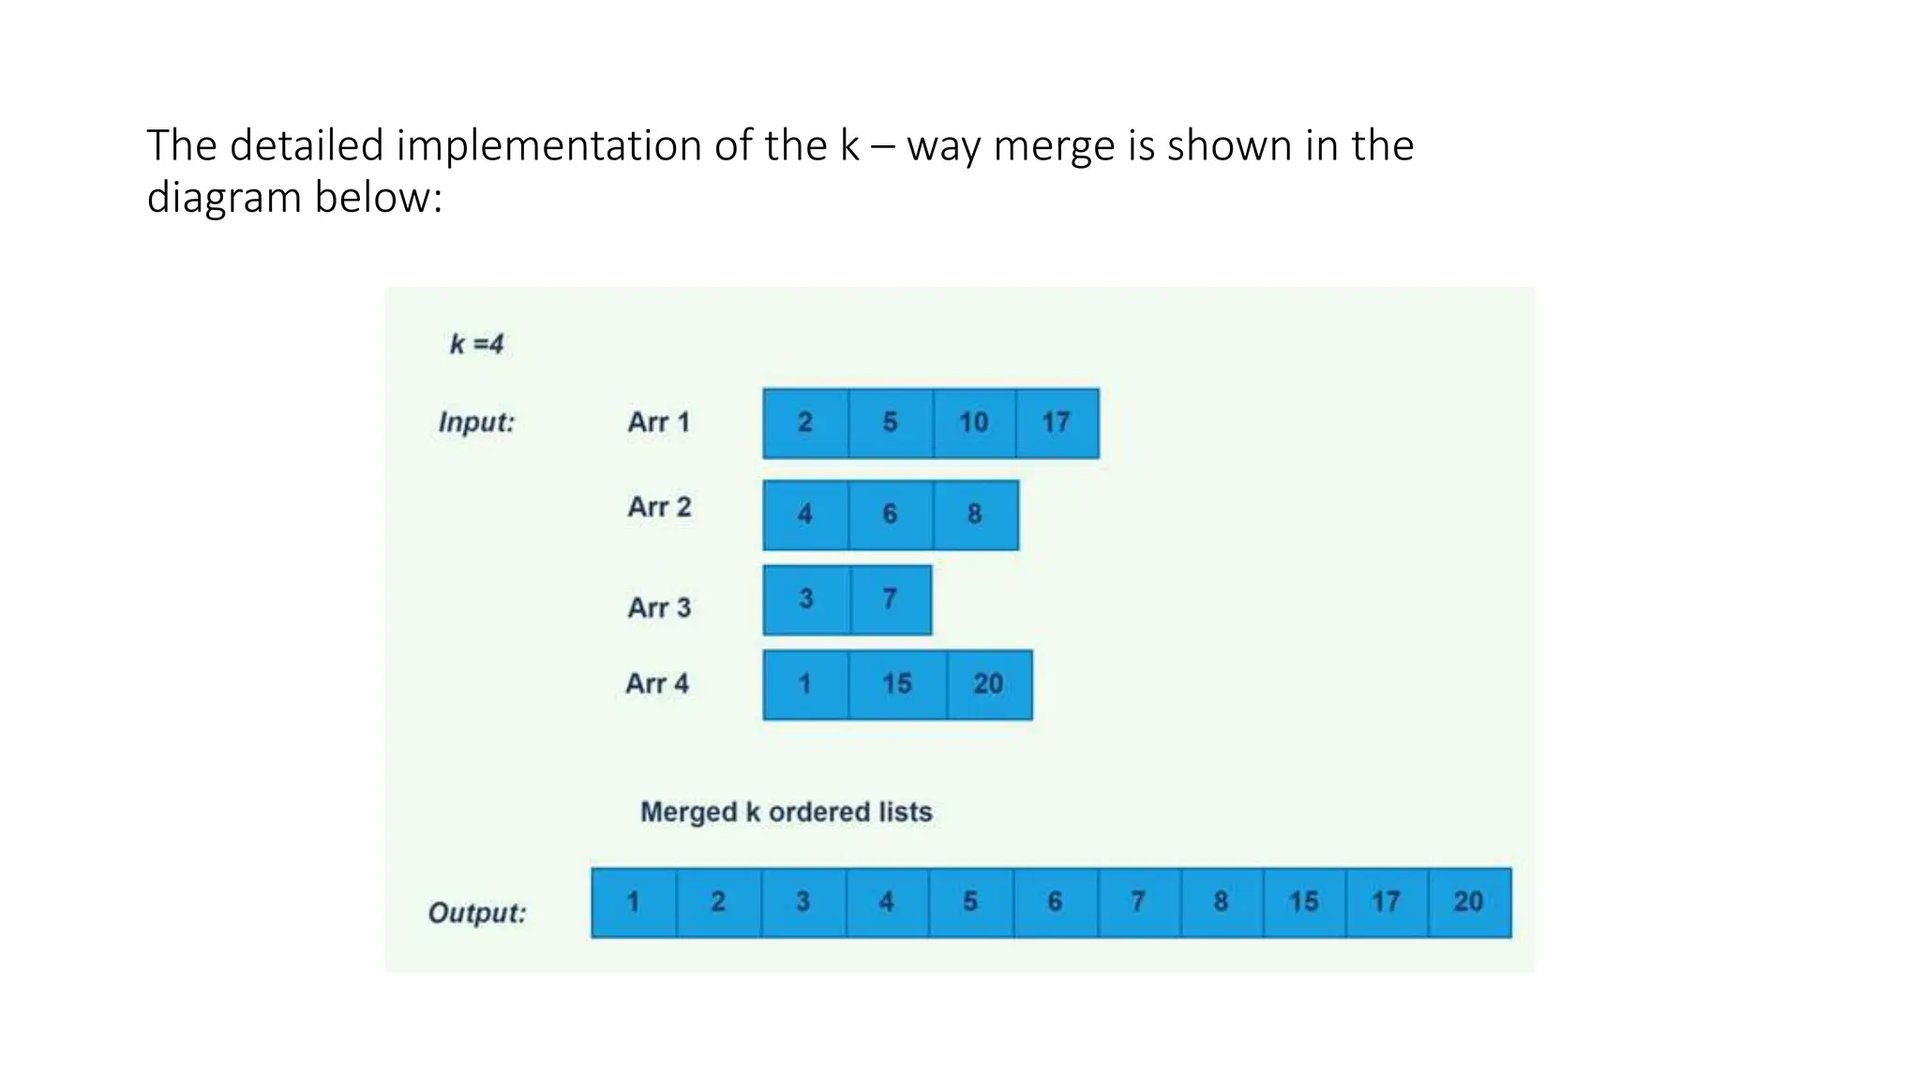 The detailed implementation of the k – way merge is shown in the
diagram below:
k =4
Input: Arr 1 2 5 10 17
Arr 2 4 6 8
Arr 3 3 7
Arr 4 1 15 20
Merged k ordered lists
Output: 1 2 3 4 5 6 7 8 15 17 20